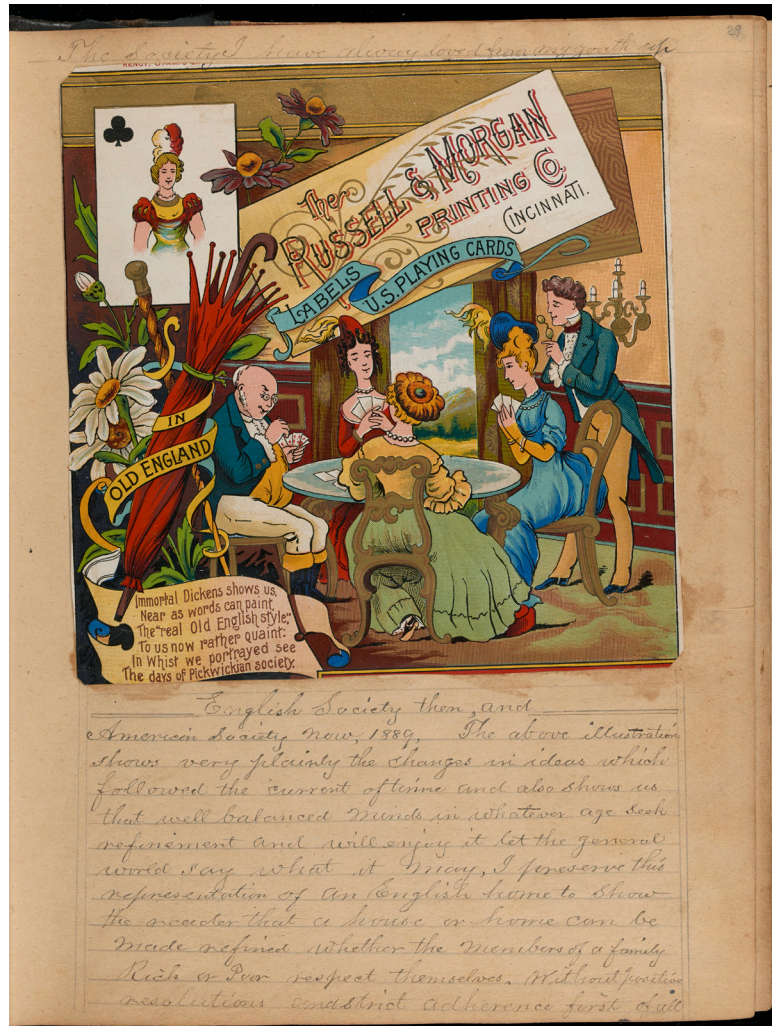 29
The Society I have always loved from my youth up
The
RUSSELL & MORGAN
PRINTING CO.
CINCINNATI.
LABELS
U.S. PLAYING CARDS
IN
OLD ENGLAND
Immortal Dickens shows us,
Near as words can paint,
The "real Old English style,"
To us now rather quaint:
In Whist we portrayed see
The days of Pickwickian society.
English Society then, and
American Society Now, 1889, The above illustration
shows very plainly the changes in ideas which
followed the current of time and also shows us
that well balanced minds in whatever age seek
refinement and will enjoy it let the general
world say what it may, I preserve this
representation of an English home to show
the reader that a house or home can be
made refined whether the members of a family
Rich or Poor respect themselves. Without positive
resolutions and strict adherence first of all